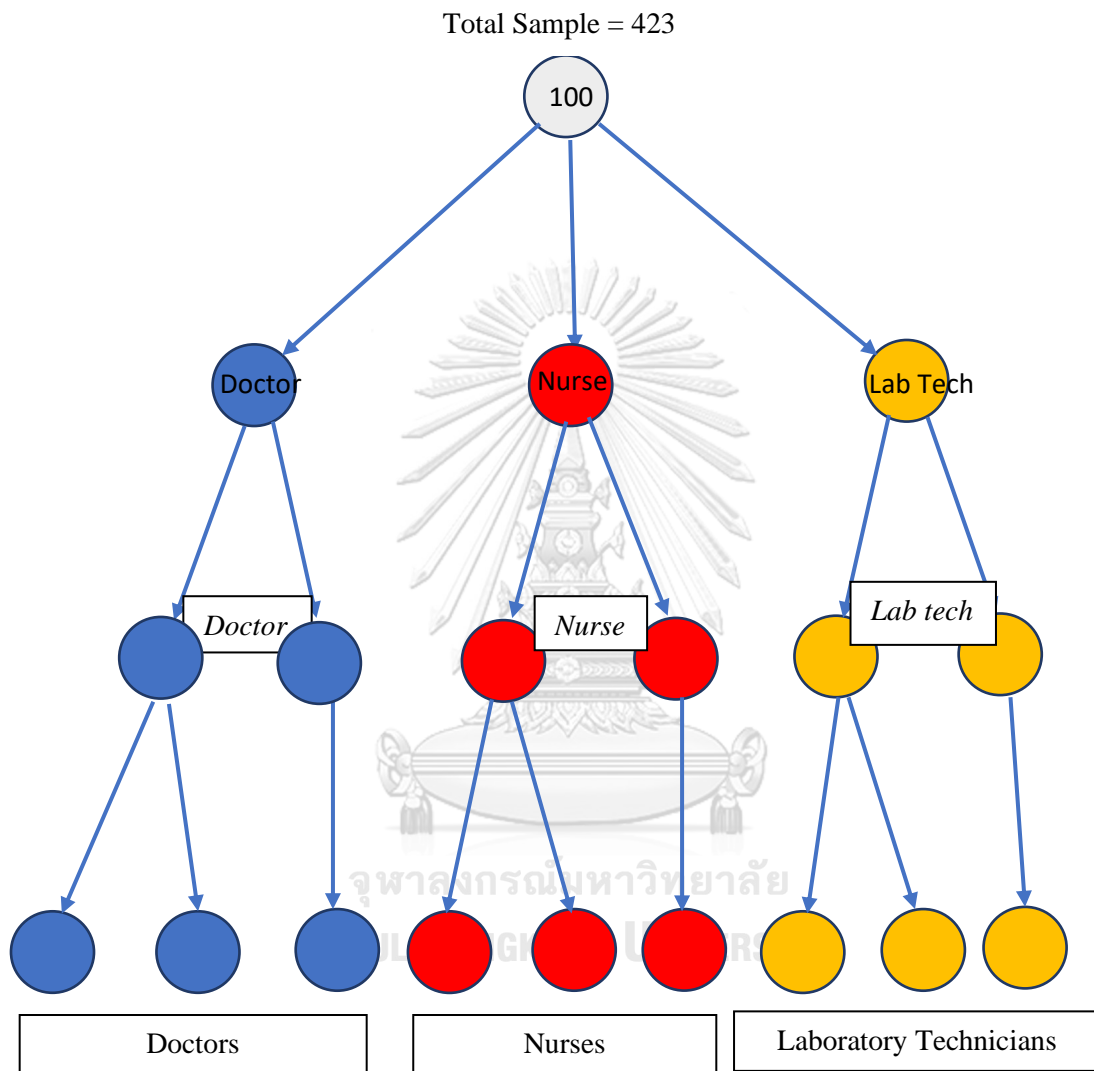 Total Sample = 423
100
Doctor
Nurse
Lab Tech
Doctor
Nurse
Lab tech
จุฬาลงกรณ์มหาวิทยาลัย
Doctors
Nurses
Laboratory Technicians